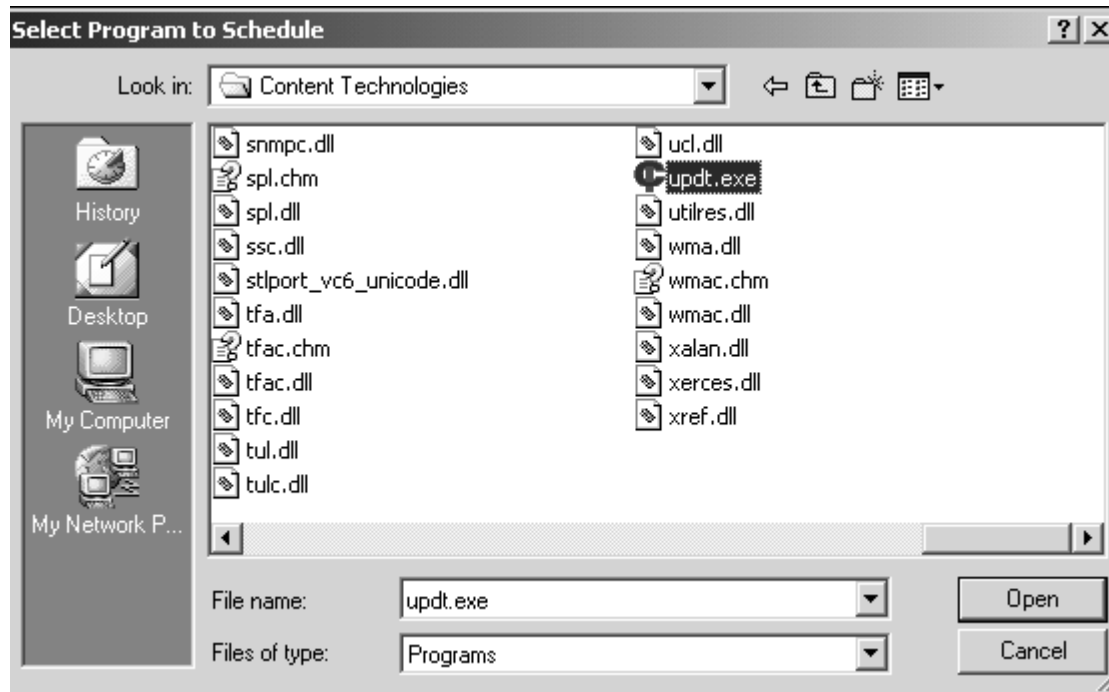 Select Program to Schedule
Look in:
Content Technologies
History
Desktop
My Computer
My Network P...
snmpc.dll
spl.chm
spl.dll
ssc.dll
stlport_vc6_unicode.dll
tfa.dll
tfac.chm
tfac.dll
tfc.dll
tul.dll
tulc.dll
ucl.dll
updt.exe
utilres.dll
wma.dll
wmac.chm
wmac.dll
xalan.dll
xerces.dll
xref.dll
File name:
updt.exe
Open
Files of type:
Programs
Cancel